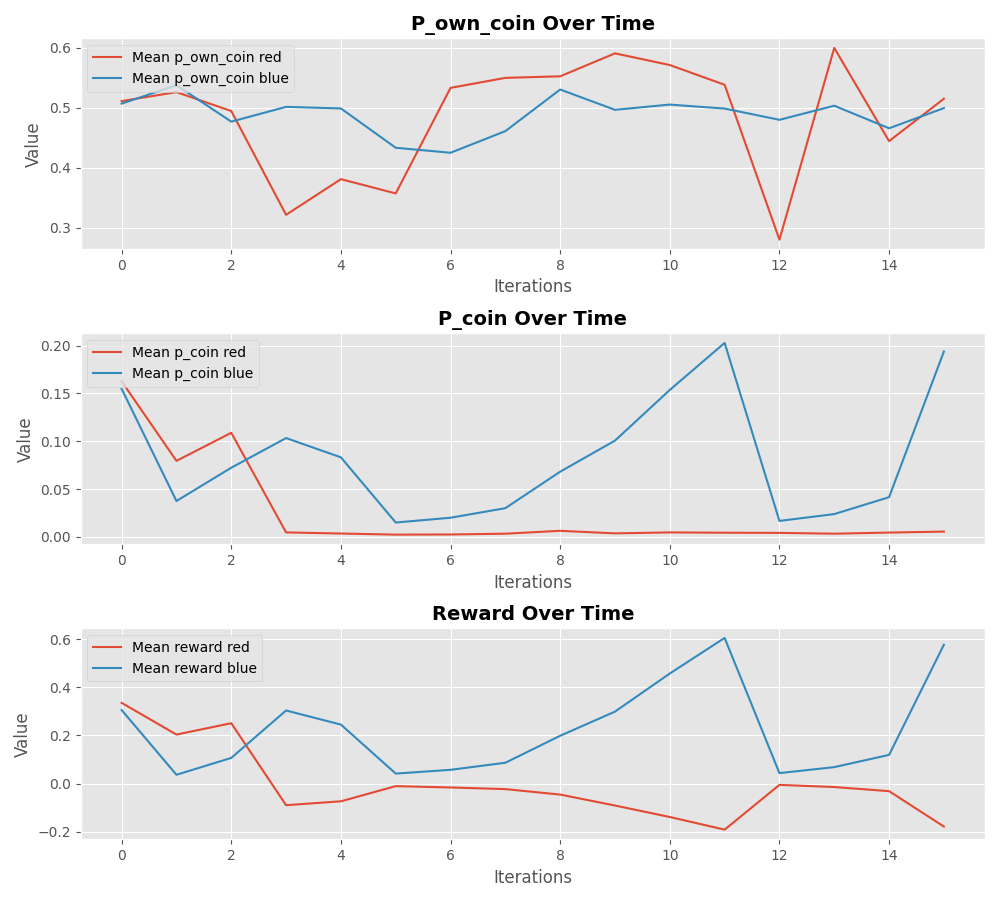 P_own_coin Over Time
Mean p_own_coin red
Mean p_own_coin blue
Value
0.6
0.5
0.4
0.3
0 2 4 6 8 10 12 14
Iterations
P_coin Over Time
Mean p_coin red
Mean p_coin blue
Value
0.20
0.15
0.10
0.05
0.00
0 2 4 6 8 10 12 14
Iterations
Reward Over Time
Mean reward red
Mean reward blue
Value
0.6
0.4
0.2
0.0
−0.2
0 2 4 6 8 10 12 14
Iterations